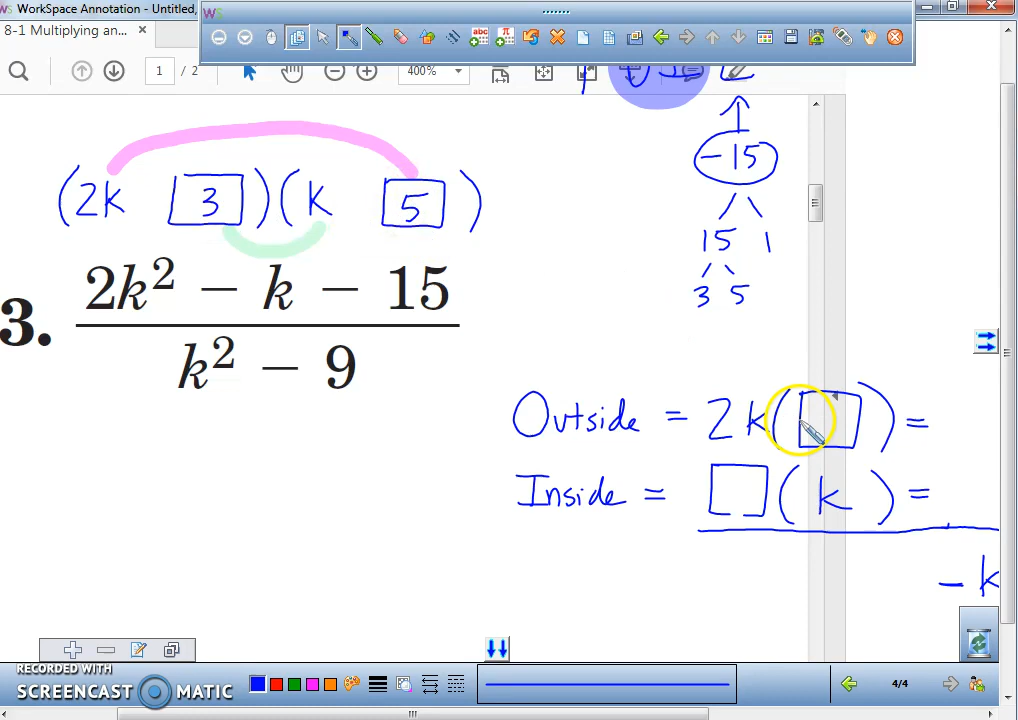 WorkSpace Annotation - Untitled,
8-1 Multiplying an...
1 / 2
400%
-15
15 1
3 5
(2k 3)(k 5)
3. 2k² − k − 15
k² − 9
Outside = 2k( ) =
Inside = ( k ) =
- k
RECORDED WITH
SCREENCAST MATIC
4/4